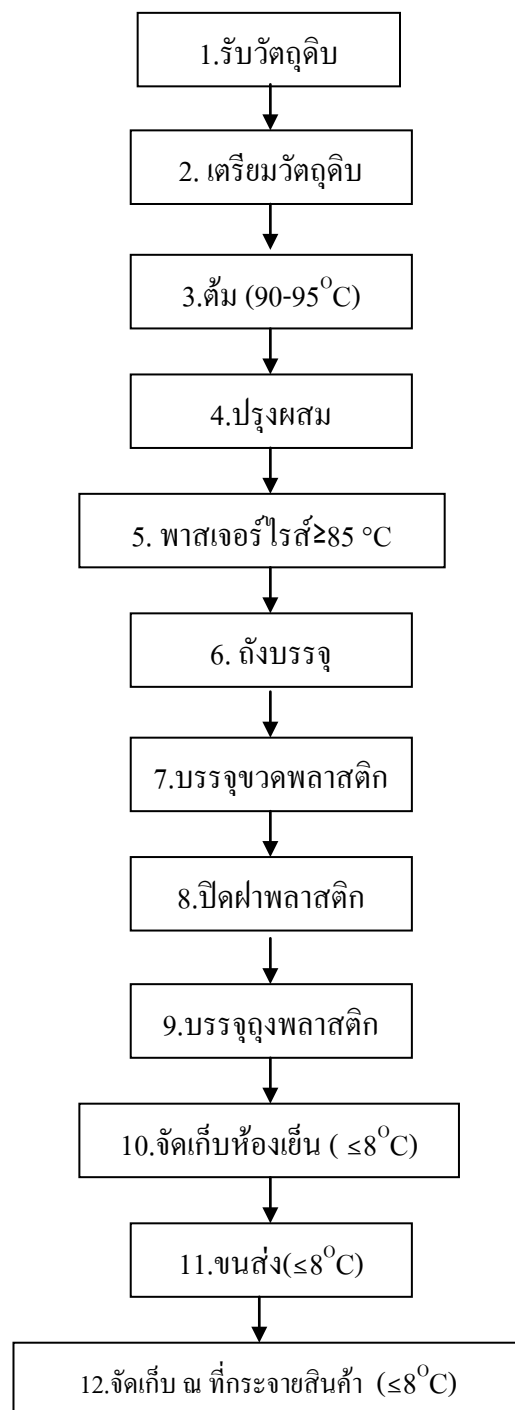 1.รับวัตถุดิบ
2. เตรียมวัตถุดิบ
3.ต้ม (90-95°C)
4.ปรุงผสม
5. พาสเจอร์ไรส์≥85 °C
6. ถังบรรจุ
7.บรรจุขวดพลาสติก
8.ปิดฝาพลาสติก
9.บรรจุถุงพลาสติก
10.จัดเก็บห้องเย็น ( ≤8°C)
11.ขนส่ง(≤8°C)
12.จัดเก็บ ณ ที่กระจายสินค้า (≤8°C)